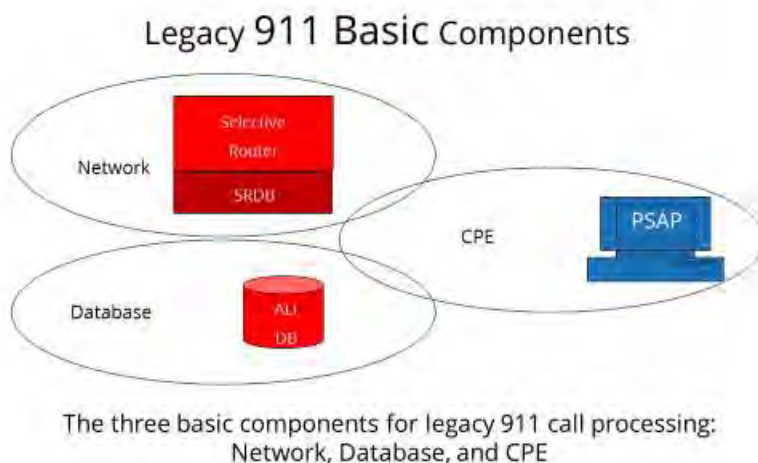 Legacy 911 Basic Components
Selective
Router
Network
SRDB
PSAP
CPE
Database
ALI
DB
The three basic components for legacy 911 call processing:
Network, Database, and CPE